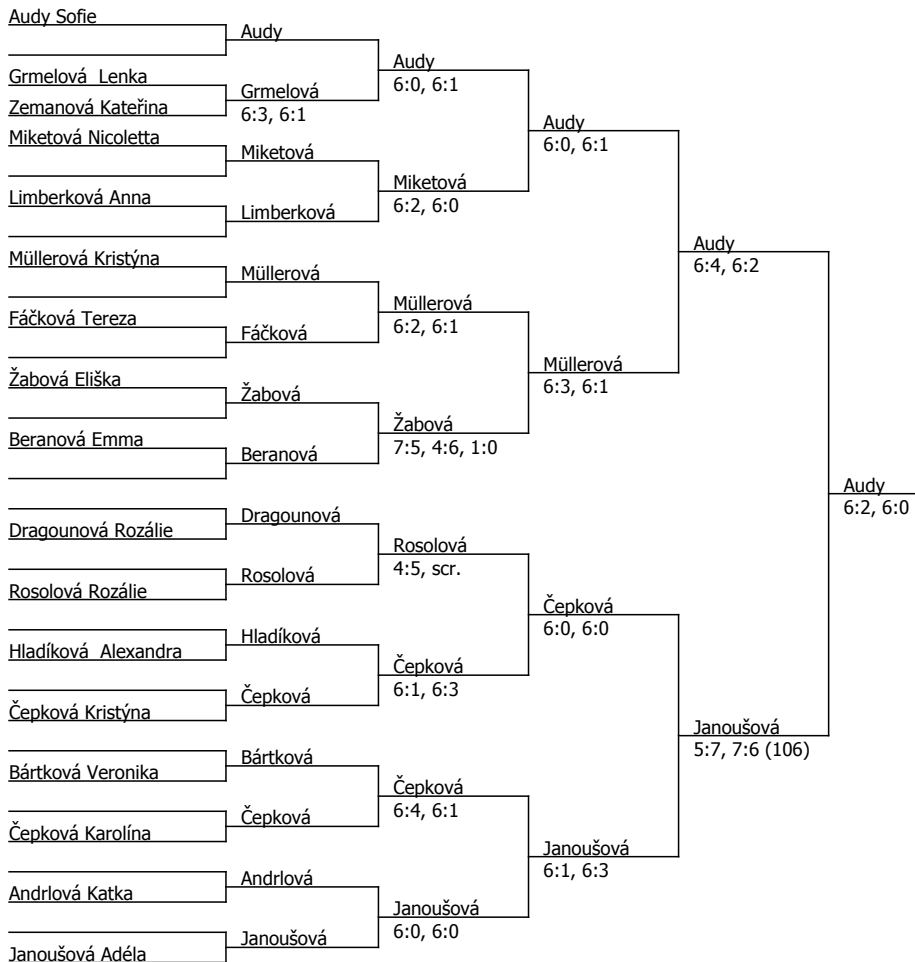 Audy Sofie
Grmelová  Lenka
Zemanová Kateřina
Miketová Nicoletta
Limberková Anna
Müllerová Kristýna
Fáčková Tereza
Žabová Eliška
Beranová Emma
Dragounová Rozálie
Rosolová Rozálie
Hladíková  Alexandra
Čepková Kristýna
Bártková Veronika
Čepková Karolína
Andrlová Katka
Janoušová Adéla
Audy
Grmelová
6:3, 6:1
Miketová
Limberková
Müllerová
Fáčková
Žabová
Beranová
Dragounová
Rosolová
Hladíková
Čepková
Bártková
Čepková
Andrlová
Janoušová
Audy
6:0, 6:1
Miketová
6:2, 6:0
Müllerová
6:2, 6:1
Žabová
7:5, 4:6, 1:0
Rosolová
4:5, scr.
Čepková
6:1, 6:3
Čepková
6:4, 6:1
Janoušová
6:0, 6:0
Audy
6:0, 6:1
Müllerová
6:3, 6:1
Čepková
6:0, 6:0
Janoušová
6:1, 6:3
Audy
6:4, 6:2
Janoušová
5:7, 7:6 (106)
Audy
6:2, 6:0